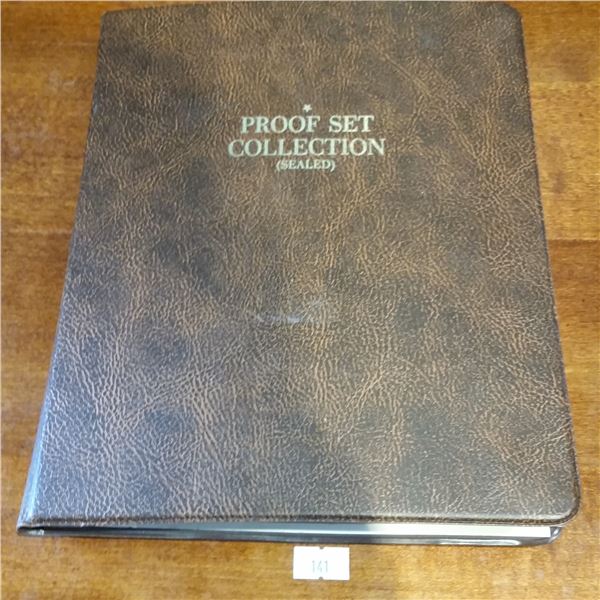 PROOF SET
COLLECTION
(SEALED)
141